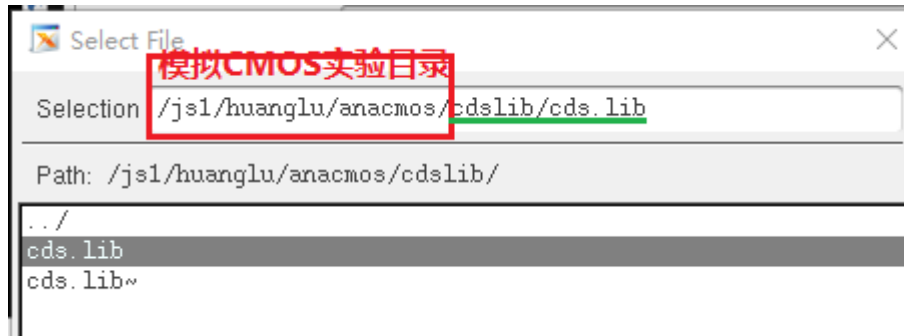 Select File
模拟CMOS实验目录
Selection /js1/huanglu/anacmos/cdslib/cds.lib
Path: /js1/huanglu/anacmos/cdslib/
../
cds.lib
cds.lib~